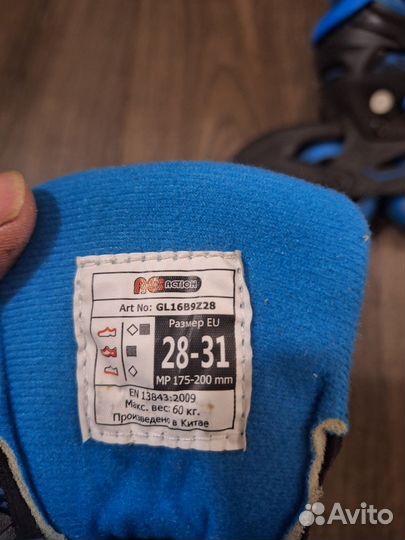 ACTION
Art No: GL16B9Z28
Размер EU
28-31
MP 175-200 mm
EN 13843:2009
Макс. вес: 60 кг.
Произведено в Китае
Avito